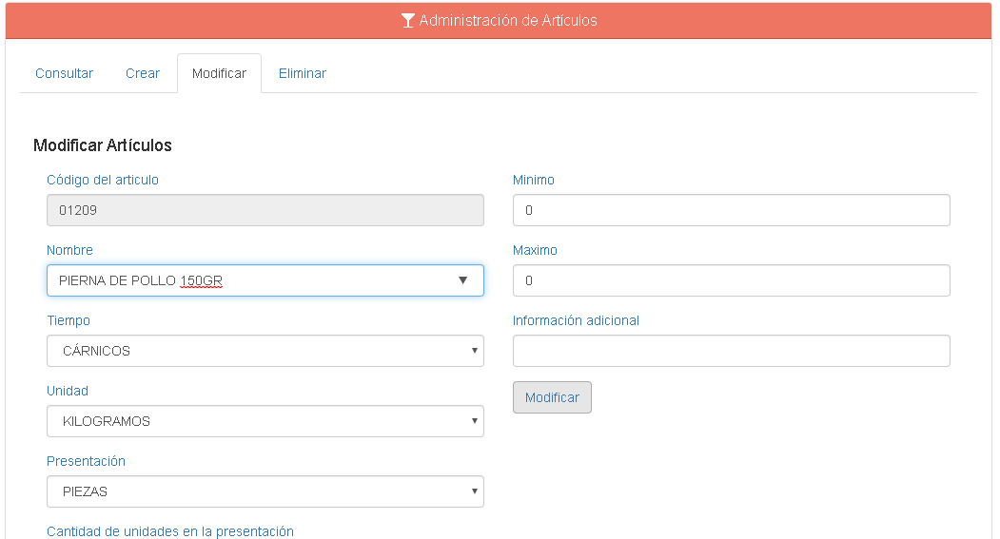 Administración de Artículos
Consultar Crear Modificar Eliminar
Modificar Artículos
Código del articulo
01209
Nombre
PIERNA DE POLLO 150GR
Tiempo
CÁRNICOS
Unidad
KILOGRAMOS
Presentación
PIEZAS
Cantidad de unidades en la presentación
Minimo
0
Maximo
0
Información adicional
Modificar